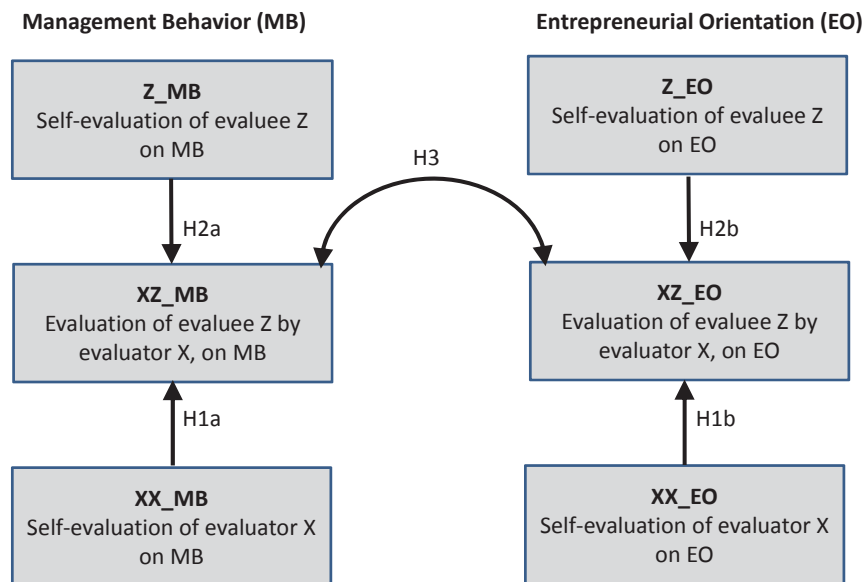 Management Behavior (MB)
Entrepreneurial Orientation (EO)
Z_MB
Self-evaluation of evaluee Z
on MB
Z_EO
Self-evaluation of evaluee Z
on EO
H3
H2a
H2b
XZ_MB
Evaluation of evaluee Z by
evaluator X, on MB
XZ_EO
Evaluation of evaluee Z by
evaluator X, on EO
H1a
H1b
XX_MB
Self-evaluation of evaluator X
on MB
XX_EO
Self-evaluation of evaluator X
on EO